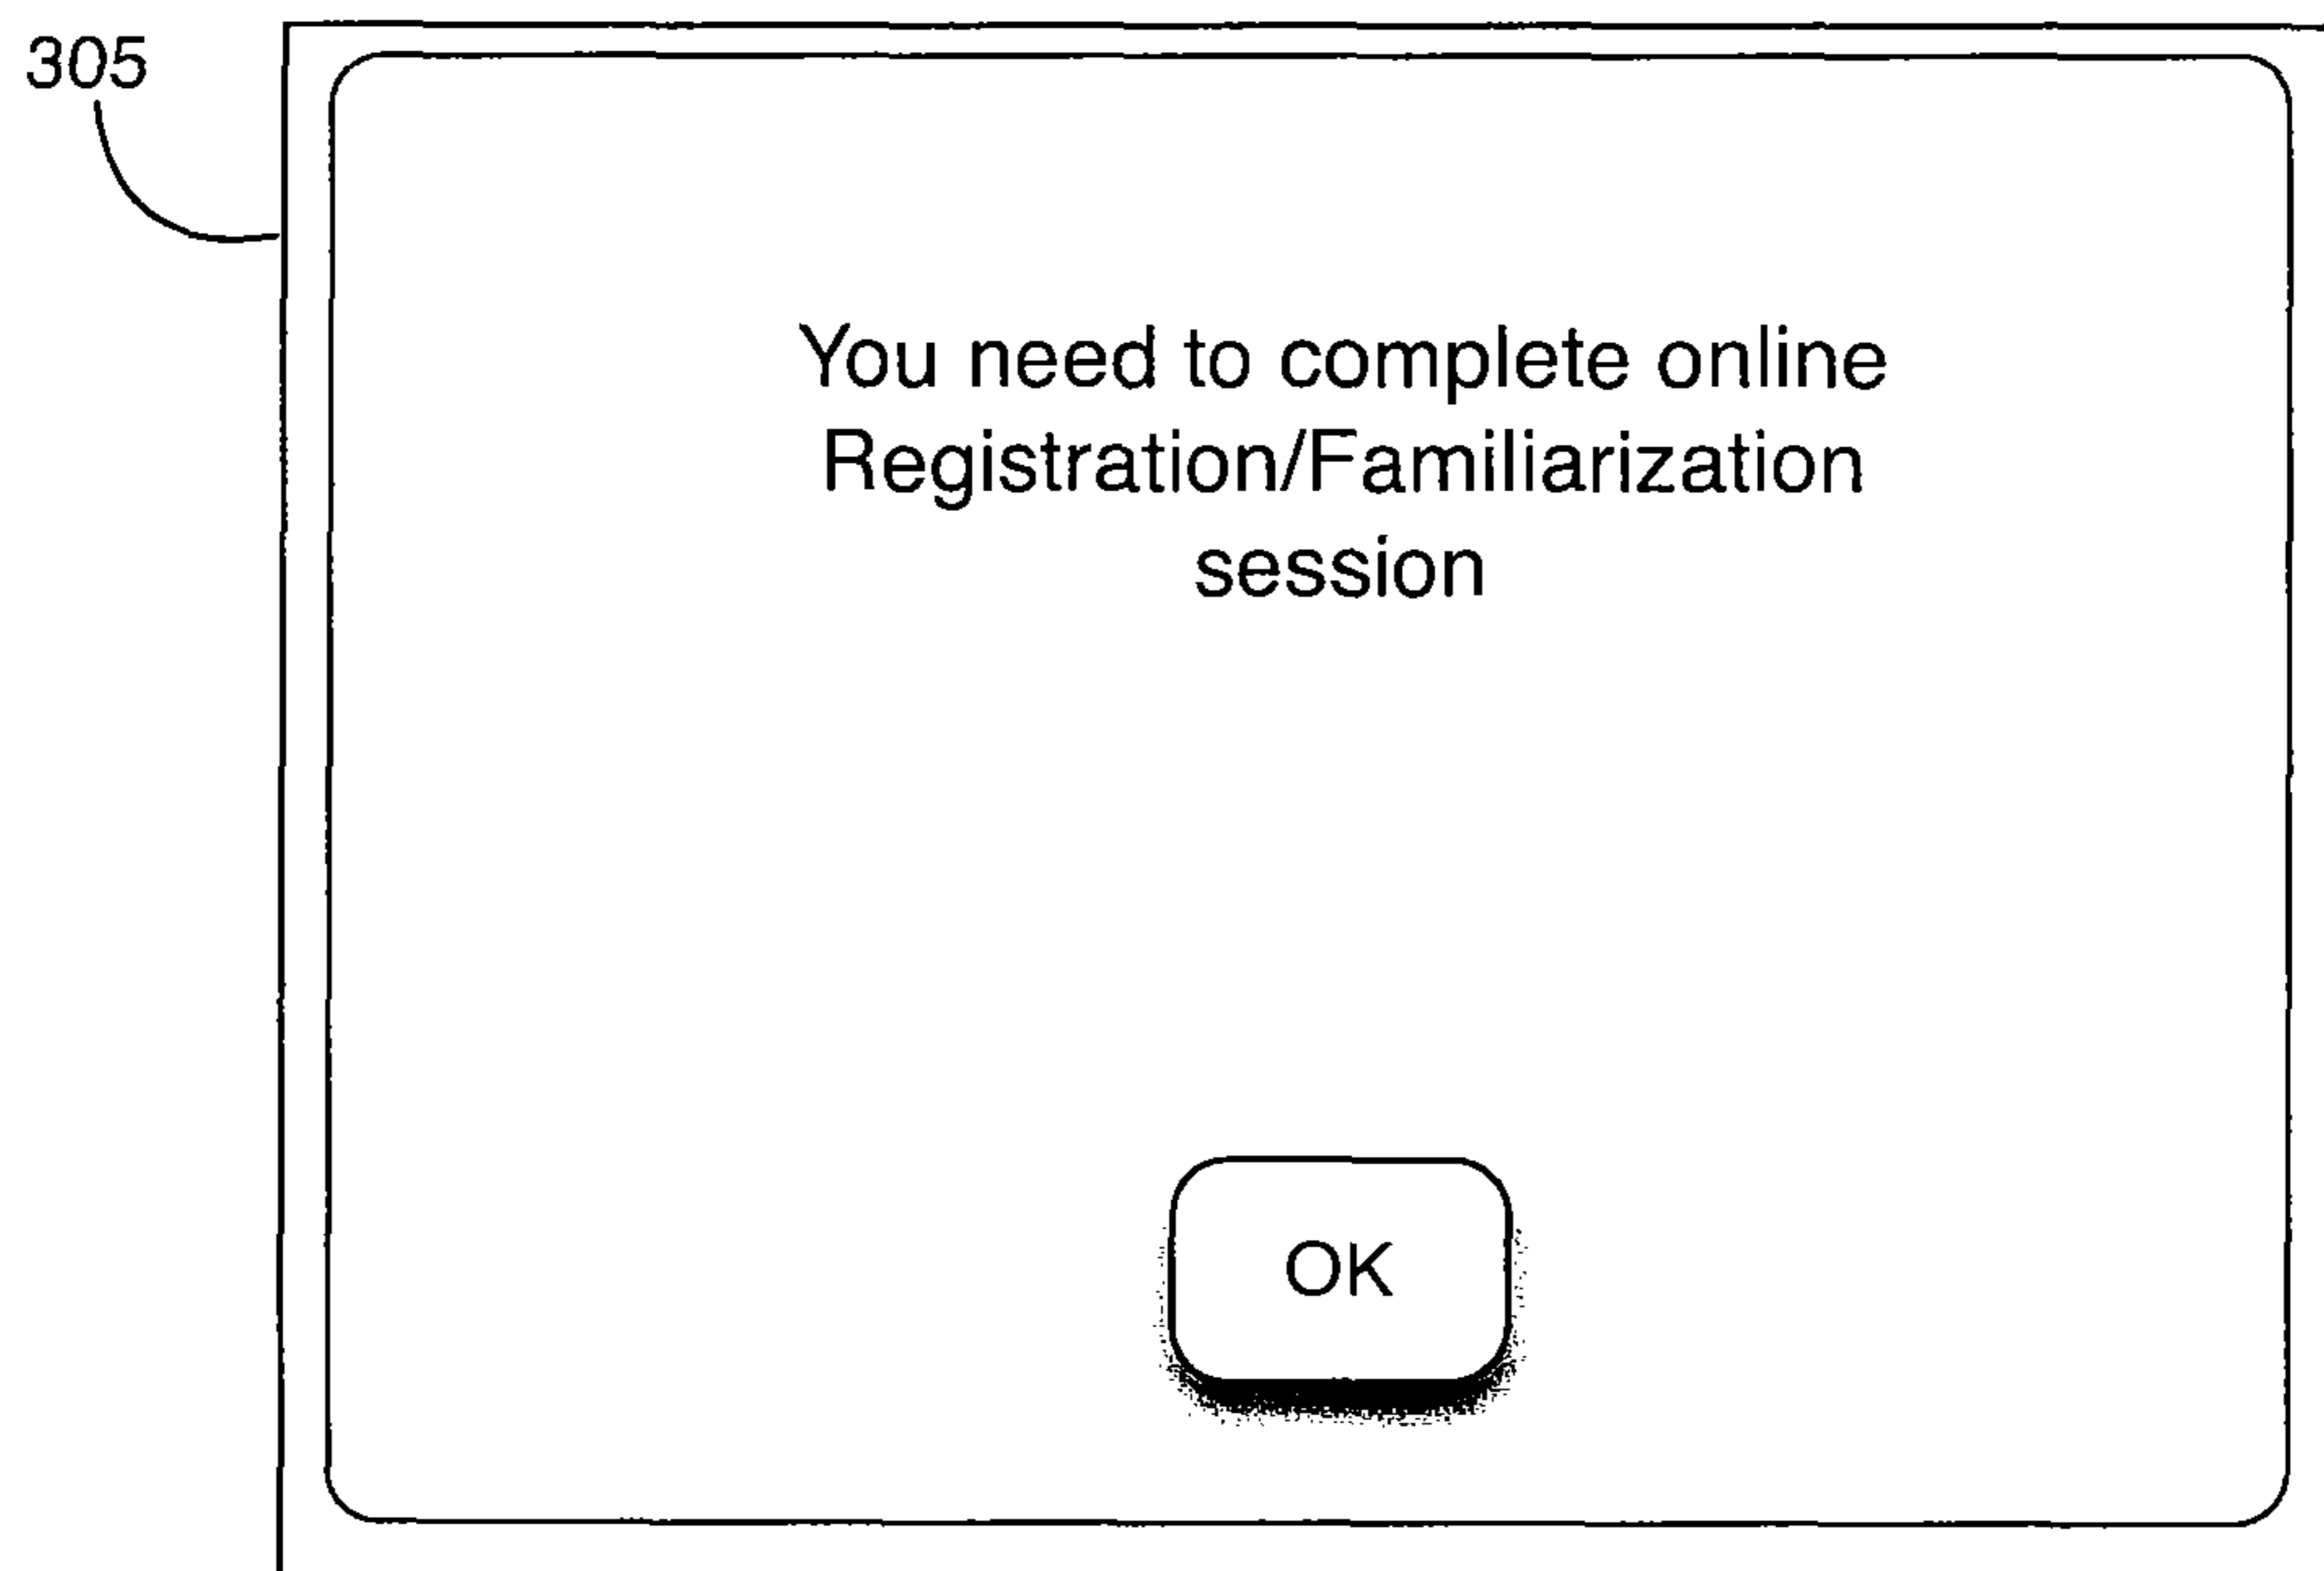 305
You need to complete online
Registration/Familiarization
session
OK